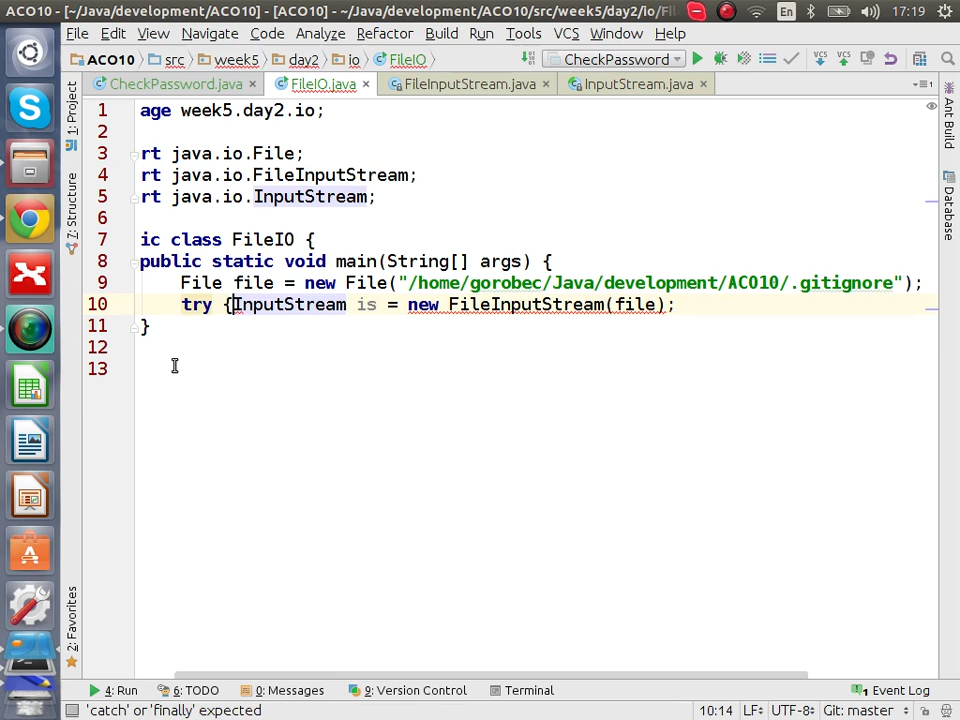 ACO10 - [~/Java/development/ACO10] - [ACO10] - ~/Java/development/ACO10/src/week5/day2/io/Fil
En 17:19
File Edit View Navigate Code Analyze Refactor Build Run Tools VCS Window Help
ACO10 src week5 day2 io FileIO CheckPassword VCS VCS
CheckPassword.java FileIO.java FileInputStream.java InputStream.java
1: Project
7: Structure
2: Favorites
Ant Build
Database
1 age week5.day2.io;
2
3 rt java.io.File;
4 rt java.io.FileInputStream;
5 rt java.io.InputStream;
6
7 ic class FileIO {
8 public static void main(String[] args) {
9 File file = new File("/home/gorobec/Java/development/ACO10/.gitignore");
10 try {InputStream is = new FileInputStream(file);
11 }
12
13
4: Run 6: TODO 0: Messages 9: Version Control Terminal 1 Event Log
'catch' or 'finally' expected 10:14 LF UTF-8 Git: master